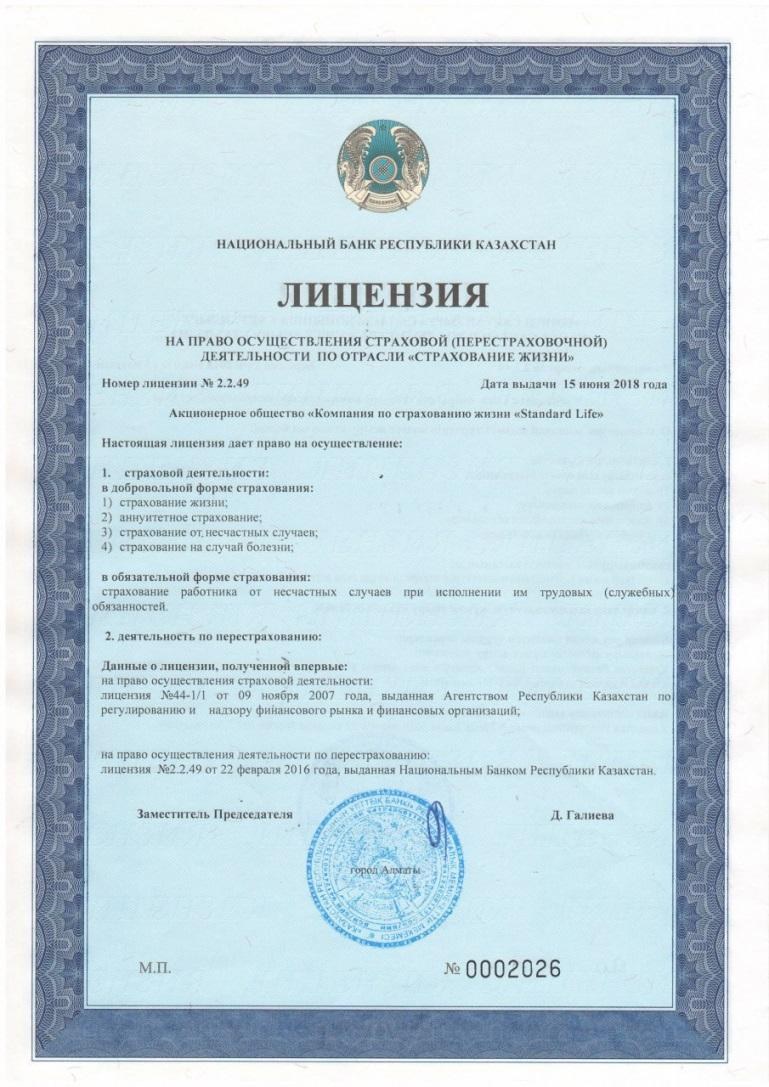 НАЦИОНАЛЬНЫЙ БАНК РЕСПУБЛИКИ КАЗАХСТАН
ЛИЦЕНЗИЯ
НА ПРАВО ОСУЩЕСТВЛЕНИЯ СТРАХОВОЙ (ПЕРЕСТРАХОВОЧНОЙ)
ДЕЯТЕЛЬНОСТИ ПО ОТРАСЛИ «СТРАХОВАНИЕ ЖИЗНИ»
Номер лицензии № 2.2.49 Дата выдачи 15 июня 2018 года
Акционерное общество «Компания по страхованию жизни «Standard Life»
Настоящая лицензия дает право на осуществление:
1. страховой деятельности:
в добровольной форме страхования:
1) страхование жизни;
2) аннуитетное страхование;
3) страхование от несчастных случаев;
4) страхование на случай болезни;
в обязательной форме страхования:
страхование работника от несчастных случаев при исполнении им трудовых (служебных)
обязанностей.
2. деятельность по перестрахованию:
Данные о лицензии, полученной впервые:
на право осуществления страховой деятельности:
лицензия №44-1/1 от 09 ноября 2007 года, выданная Агентством Республики Казахстан по
регулированию и надзору финансового рынка и финансовых организаций;
на право осуществления деятельности по перестрахованию:
лицензия №2.2.49 от 22 февраля 2016 года, выданная Национальным Банком Республики Казахстан.
Заместитель Председателя Д. Галиева
город Алматы
М.П. № 0002026